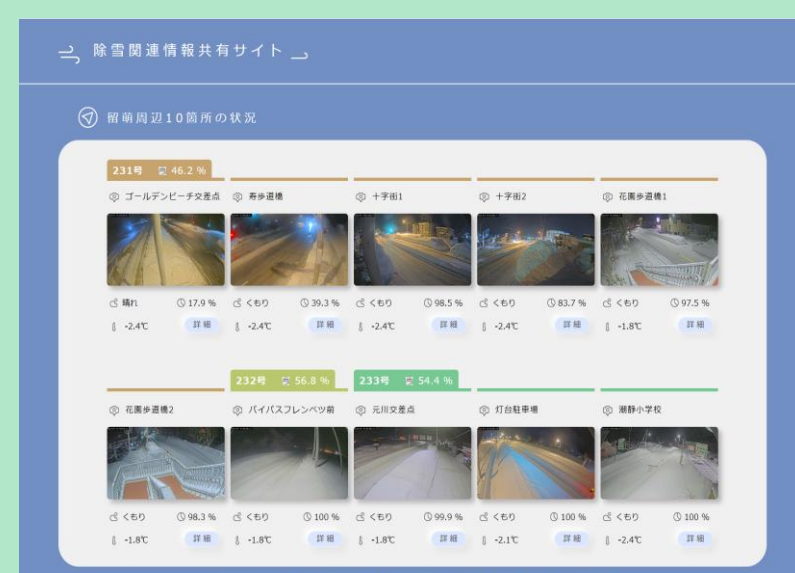 除雪関連情報共有サイト
留萌周辺10箇所の状況
231号 46.2 %
ゴールデンビーチ交差点 寿歩道橋 十字街1 十字街2 花園歩道橋1
晴れ 17.9 % くもり 39.3 % くもり 98.5 % くもり 83.7 % くもり 97.5 %
-2.4℃ 詳細 -2.4℃ 詳細 -2.4℃ 詳細 -2.4℃ 詳細 -1.8℃ 詳細
232号 56.8 % 233号 54.4 %
花園歩道橋2 バイパスフレンベツ前 元川交差点 灯台駐車場 潮静小学校
くもり 98.3 % くもり 100 % くもり 99.9 % くもり 100 % くもり 100 %
-1.8℃ 詳細 -1.8℃ 詳細 -1.8℃ 詳細 -2.1℃ 詳細 -2.4℃ 詳細